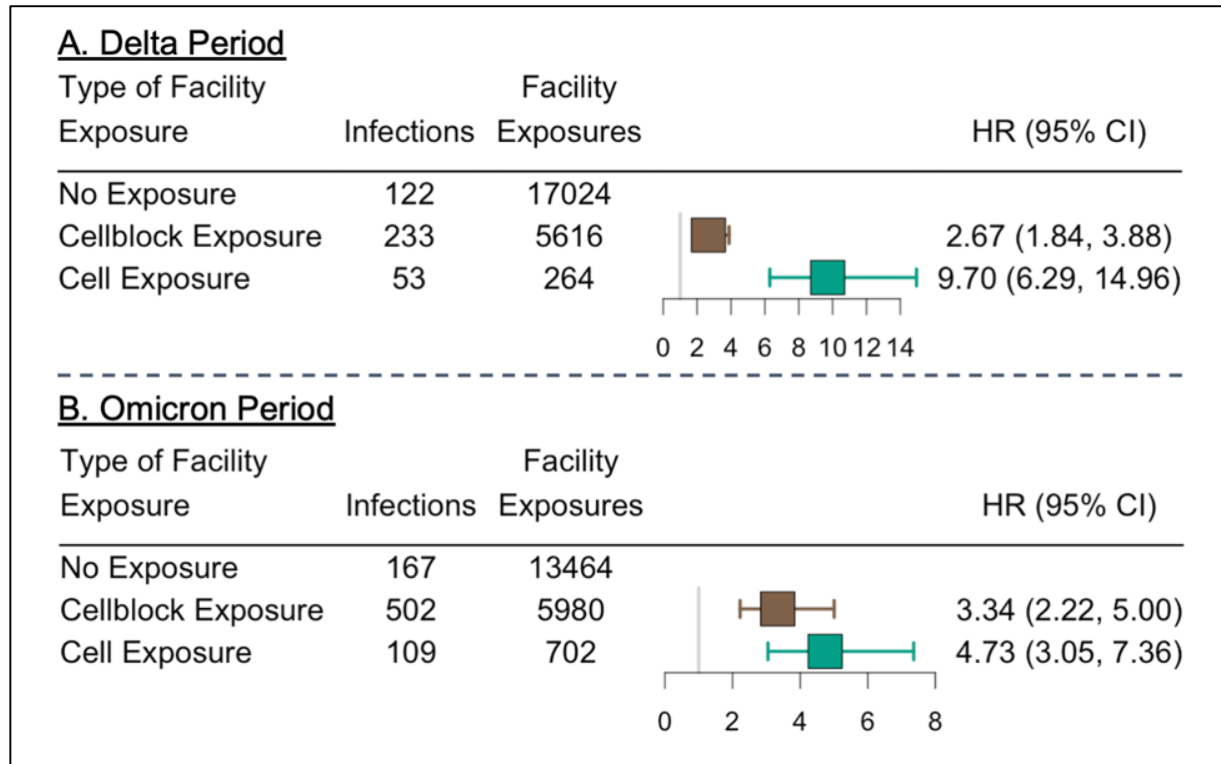 A. Delta Period
Type of Facility Facility
Exposure Infections Exposures HR (95% CI)
No Exposure 122 17024
Cellblock Exposure 233 5616 2.67 (1.84, 3.88)
Cell Exposure 53 264 9.70 (6.29, 14.96)
0 2 4 6 8 10 12 14
B. Omicron Period
Type of Facility Facility
Exposure Infections Exposures HR (95% CI)
No Exposure 167 13464
Cellblock Exposure 502 5980 3.34 (2.22, 5.00)
Cell Exposure 109 702 4.73 (3.05, 7.36)
0 2 4 6 8